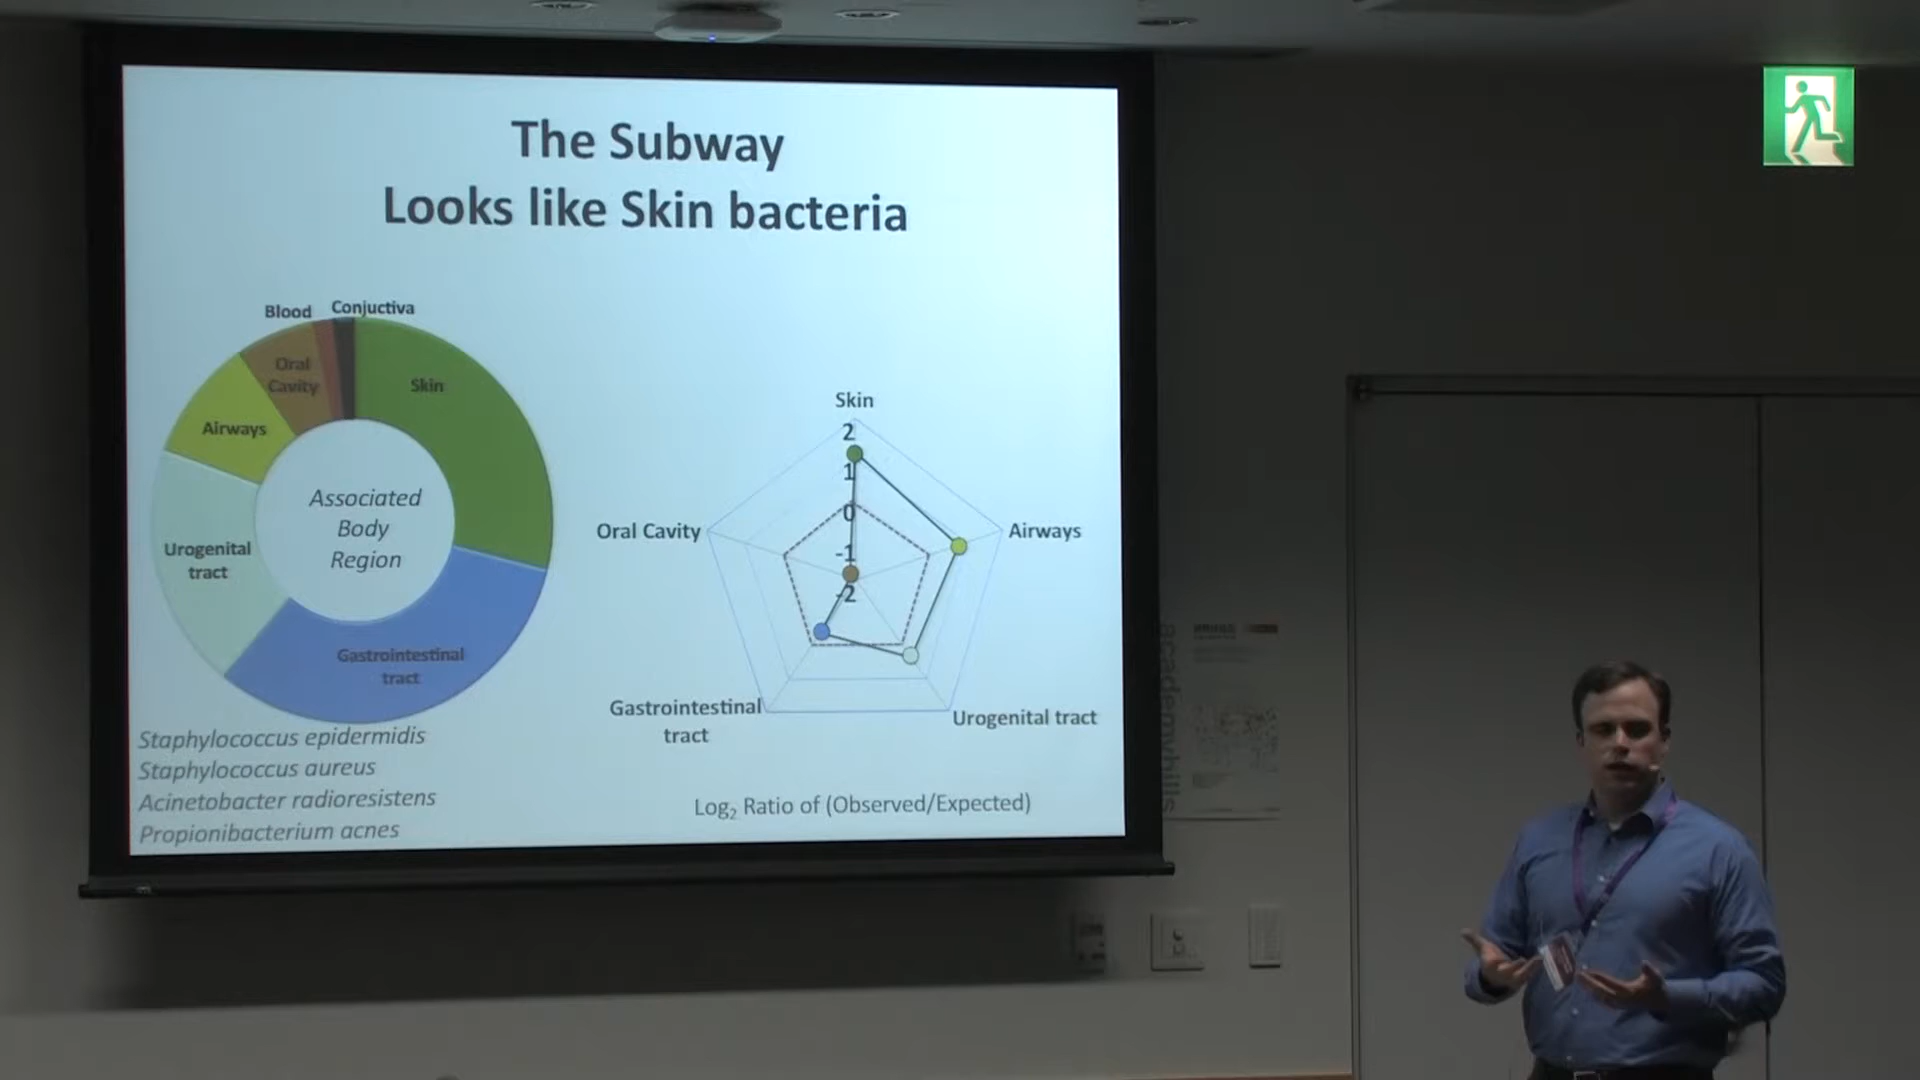 The Subway
Looks like Skin bacteria
Blood
Conjuctiva
Oral
Cavity
Skin
Airways
Associated
Body
Region
Urogenital
tract
Gastrointestinal
tract
Staphylococcus epidermidis
Staphylococcus aureus
Acinetobacter radioresistens
Propionibacterium acnes
Skin
2
1
0
-1
-2
Oral Cavity
Airways
Gastrointestinal
tract
Urogenital tract
Log₂ Ratio of (Observed/Expected)
academyhills